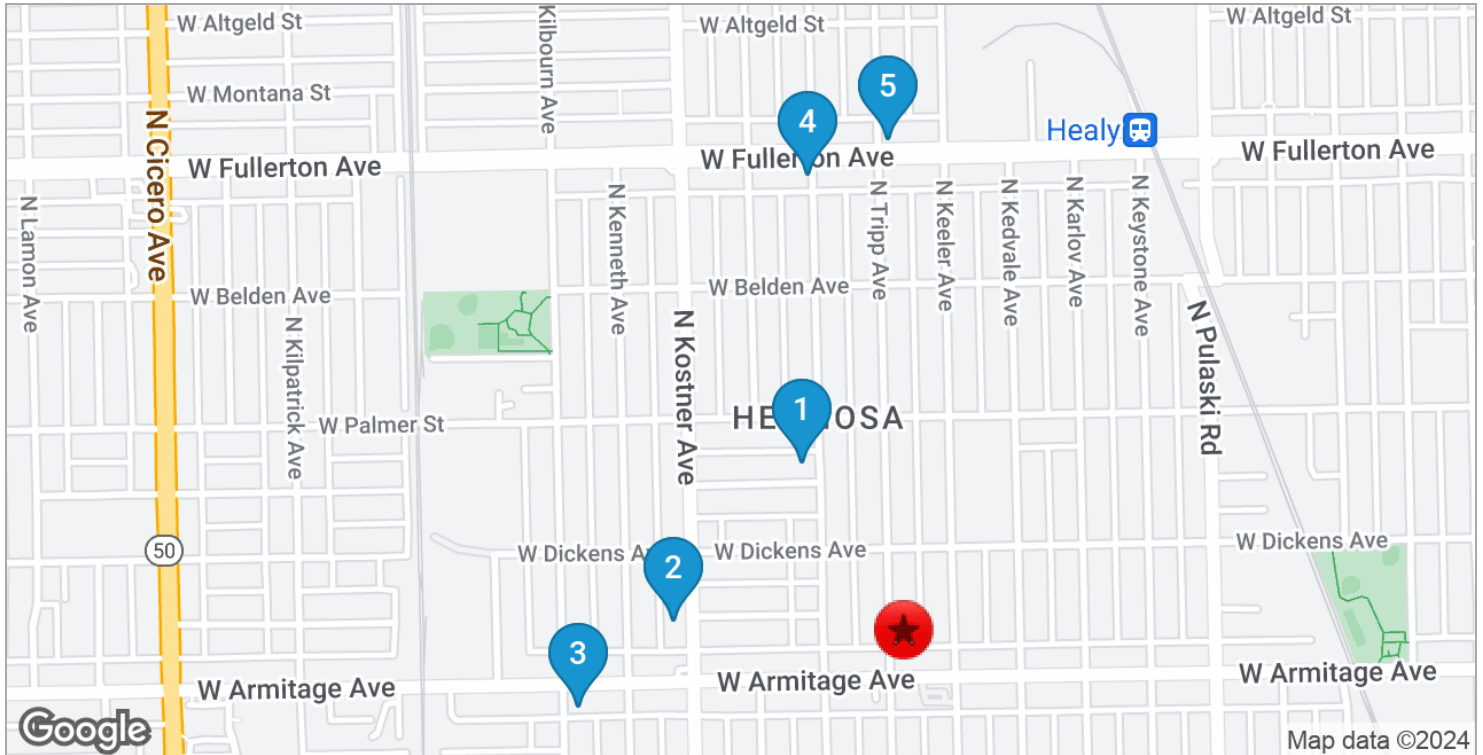 W Altgeld St
Kilbourn Ave
W Altgeld St
W Altgeld St
W Montana St
5
4
Healy
N Cicero Ave
W Fullerton Ave
W Fullerton Ave
W Fullerton Ave
N Lamon Ave
N Kenneth Ave
N Tripp Ave
N Keeler Ave
N Kedvale Ave
N Karlov Ave
N Keystone Ave
W Belden Ave
W Belden Ave
N Kilpatrick Ave
N Kostner Ave
N Pulaski Rd
1
W Palmer St
HERMOSA
50
W Dickens Ave
W Dickens Ave
W Dickens Ave
2
3
W Armitage Ave
W Armitage Ave
W Armitage Ave
Google
Map data ©2024